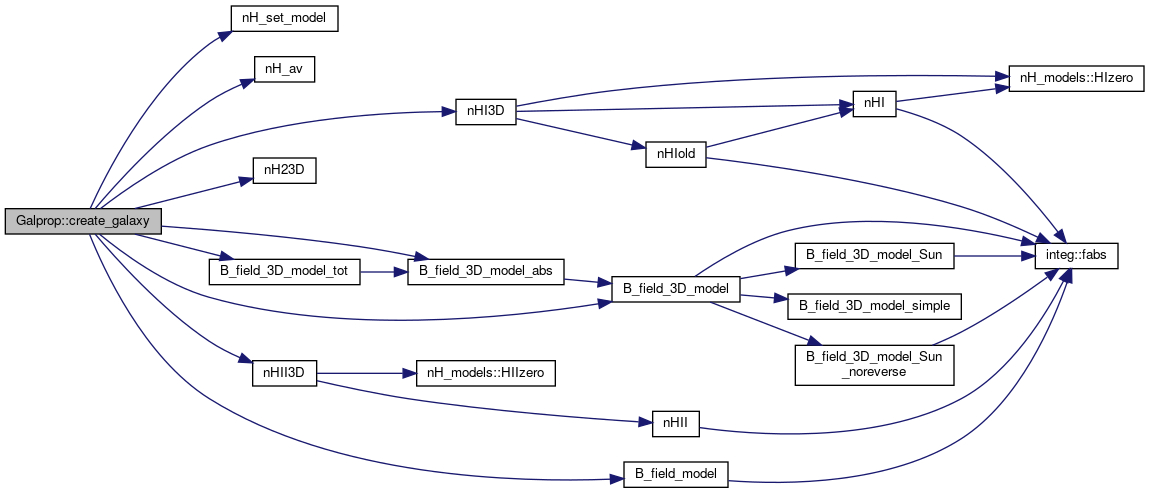 nH_set_model
nH_av
nH_models::HIzero
nHI3D
nHI
nHIold
nH23D
Galprop::create_galaxy
B_field_3D_model_tot
B_field_3D_model_abs
B_field_3D_model_Sun
integ::fabs
B_field_3D_model
B_field_3D_model_simple
B_field_3D_model_Sun
_noreverse
nHII3D
nH_models::HIIzero
nHII
B_field_model